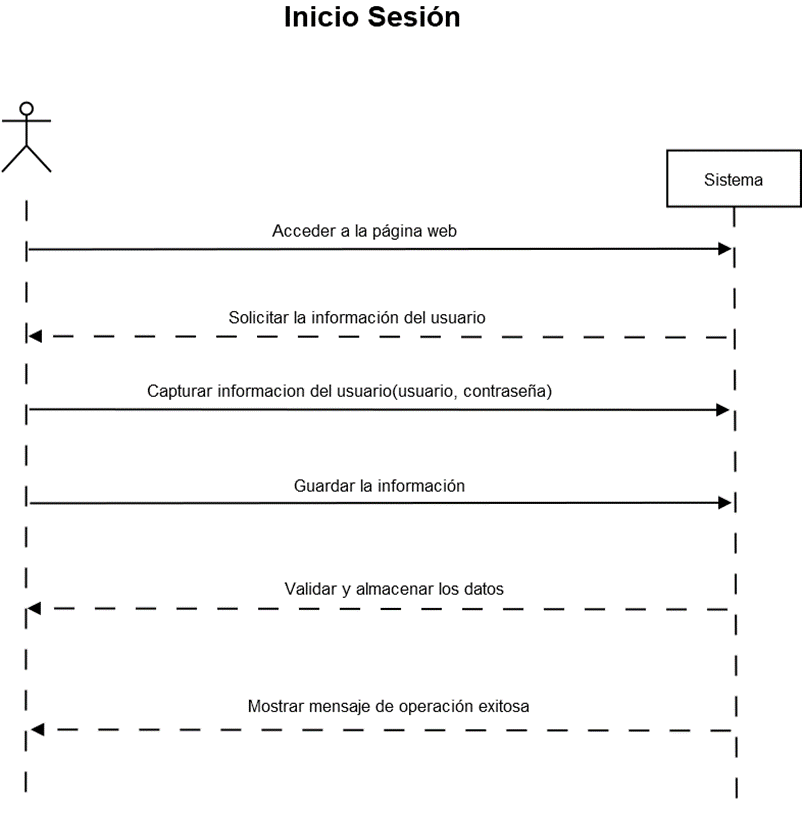 Inicio Sesión
Sistema
Acceder a la página web
Solicitar la información del usuario
Capturar informacion del usuario(usuario, contraseña)
Guardar la información
Validar y almacenar los datos
Mostrar mensaje de operación exitosa